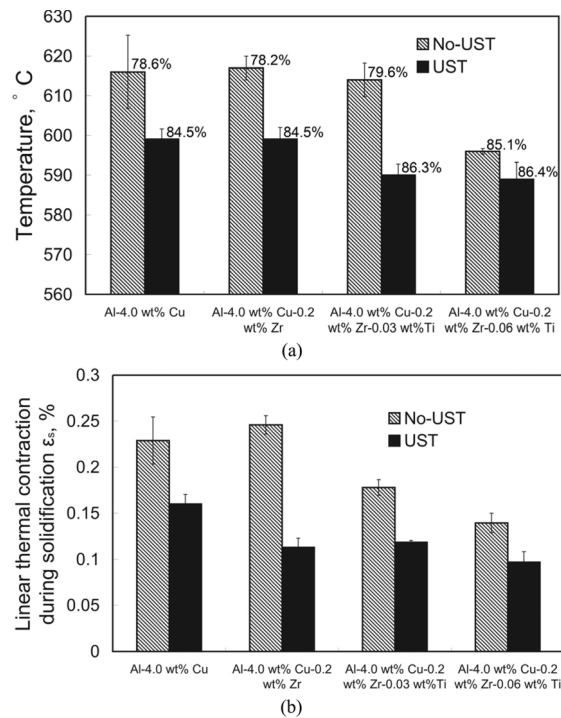 (a)
630
620
610
600
590
580
570
560
Temperature, ° C
No-UST
UST
78.6%
84.5%
78.2%
84.5%
79.6%
86.3%
85.1%
86.4%
Al-4.0 wt% Cu
Al-4.0 wt% Cu-0.2
wt% Zr
Al-4.0 wt% Cu-0.2
wt% Zr-0.03 wt%Ti
Al-4.0 wt% Cu-0.2
wt% Zr-0.06 wt% Ti
(a)
0.3
0.25
0.2
0.15
0.1
0.05
0
Linear thermal contraction
during solidification εs, %
No-UST
UST
Al-4.0 wt% Cu
Al-4.0 wt% Cu-0.2
wt% Zr
Al-4.0 wt% Cu-0.2
wt% Zr-0.03 wt%Ti
Al-4.0 wt% Cu-0.2
wt% Zr-0.06 wt% Ti
(b)